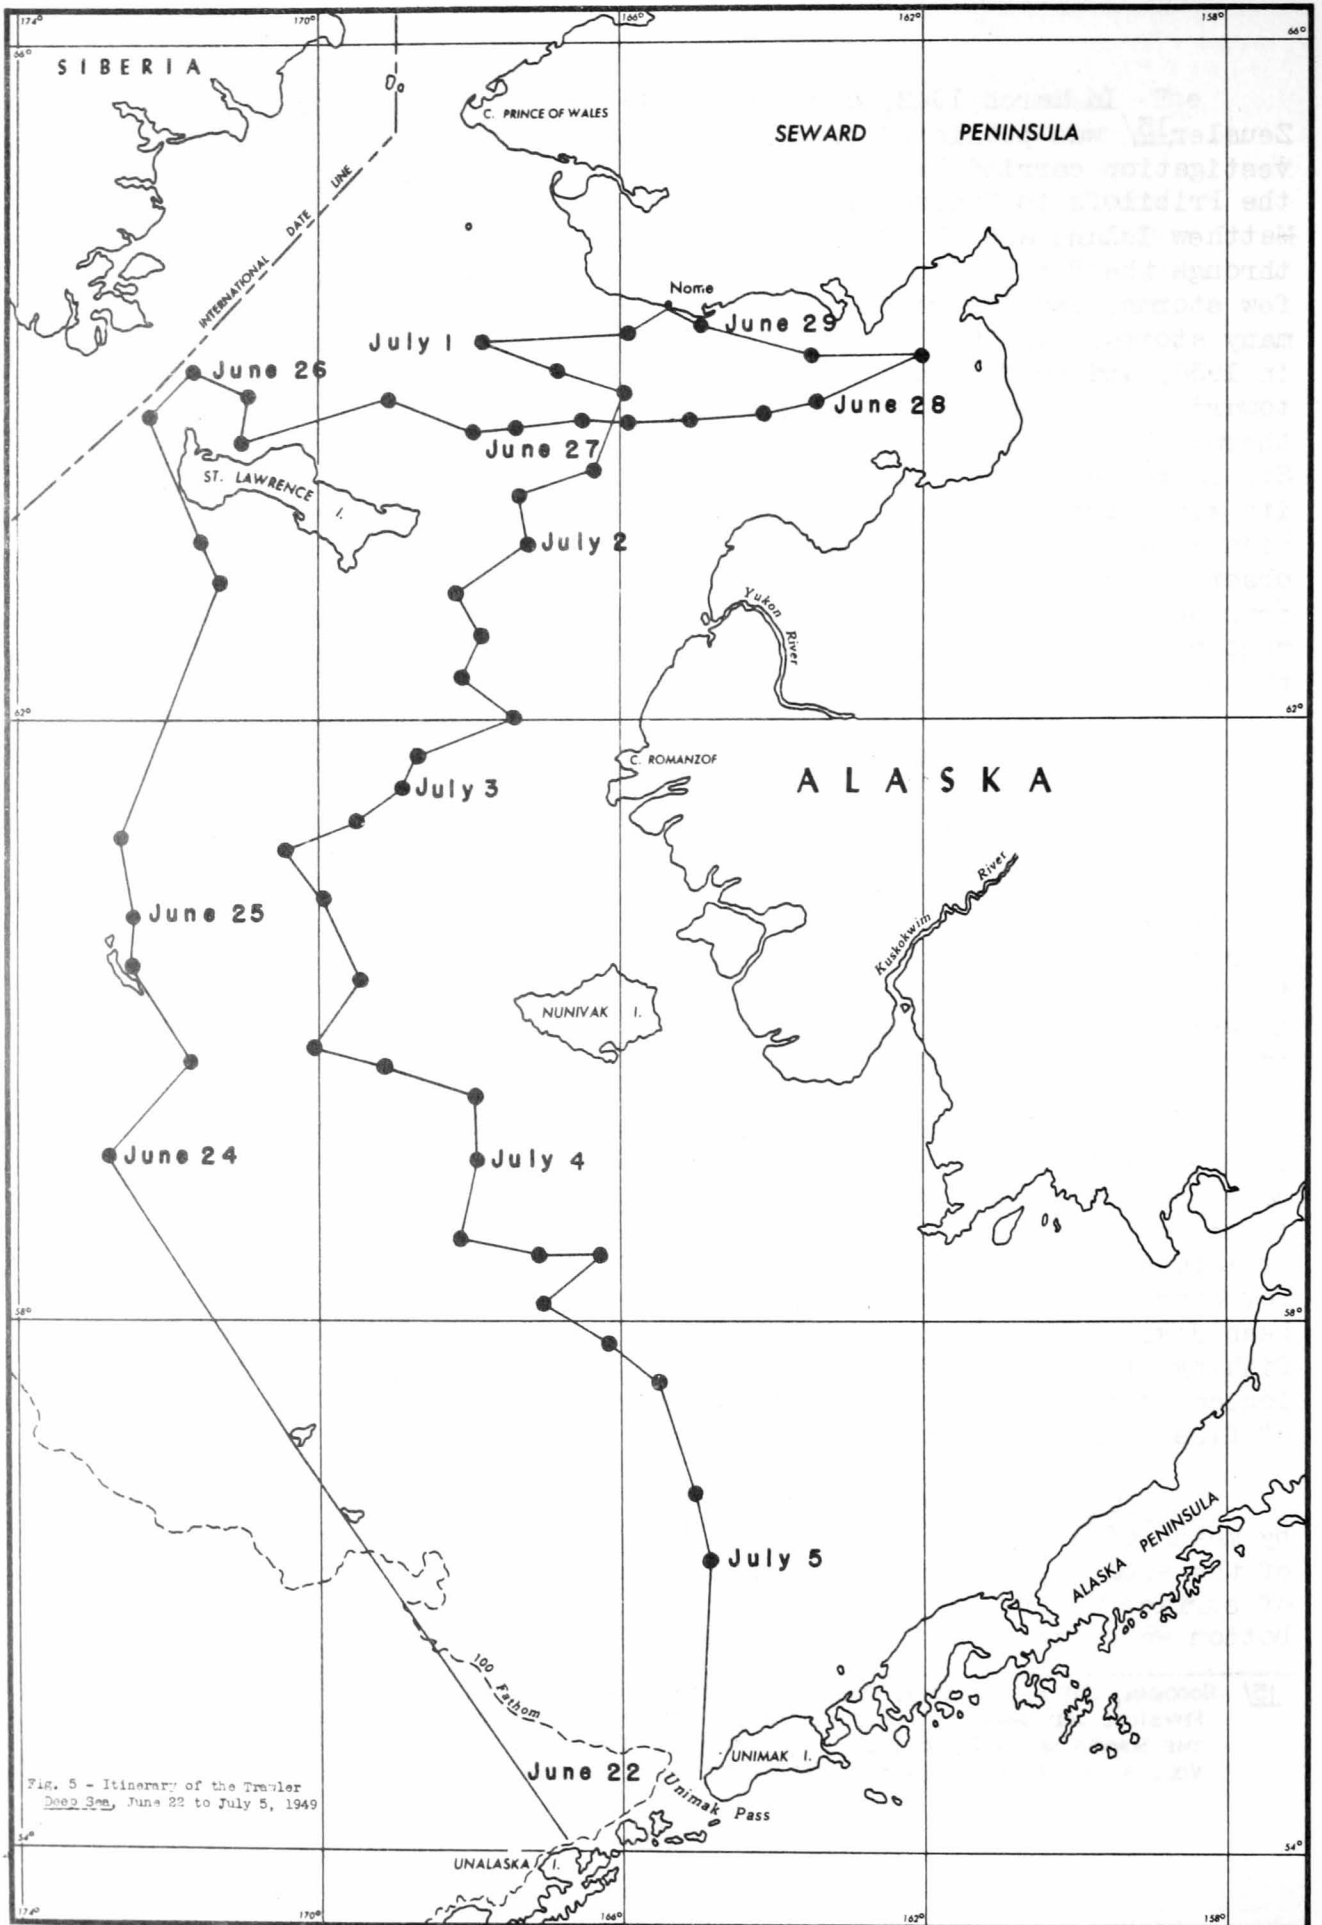 174° 170° 166° 162° 158°
66° 66°
SIBERIA
C. PRINCE OF WALES
SEWARD PENINSULA
INTERNATIONAL DATE LINE
Nome
June 29
July 1
June 26
June 28
June 27
ST. LAWRENCE I.
July 2
Yukon River
62° 62°
C. ROMANZOF
ALASKA
July 3
Kuskokwim River
June 25
NUNIVAK I.
June 24
July 4
58° 58°
July 5
ALASKA PENINSULA
100 Fathom
June 22
UNIMAK I.
Unimak Pass
Fig. 5 - Itinerary of the Trawler
Deep Sea, June 22 to July 5, 1949
54° 54°
UNALASKA I.
174° 170° 166° 162° 158°